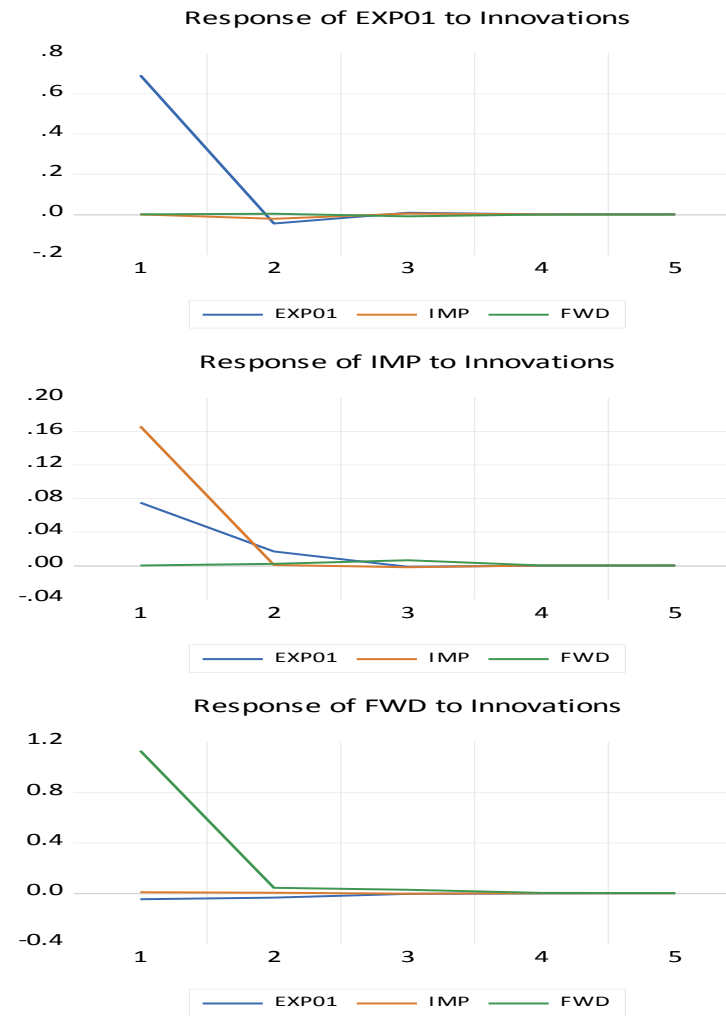 Response of EXP01 to Innovations
.8
.6
.4
.2
.0
-.2
1 2 3 4 5
EXP01 IMP FWD
Response of IMP to Innovations
.20
.16
.12
.08
.04
.00
-.04
1 2 3 4 5
EXP01 IMP FWD
Response of FWD to Innovations
1.2
0.8
0.4
0.0
-0.4
1 2 3 4 5
EXP01 IMP FWD